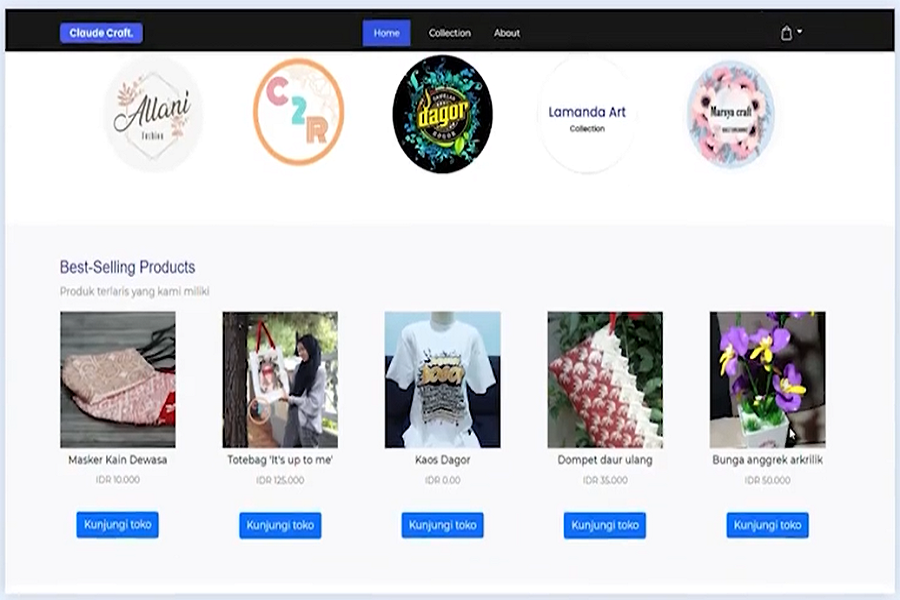 Claude Craft.
Home
Collection
About
Allani
Fashion
C
2
R
dagor
Lamanda Art
Collection
Marsya craft
Best-Selling Products
Produk terlaris yang kami miliki
Masker Kain Dewasa
Totebag 'It's up to me'
Kaos Dagor
Dompet daur ulang
Bunga anggrek arkrilik
IDR 10.000
IDR 125.000
IDR 0.00
IDR 35.000
IDR 50.000
Kunjungi toko
Kunjungi toko
Kunjungi toko
Kunjungi toko
Kunjungi toko